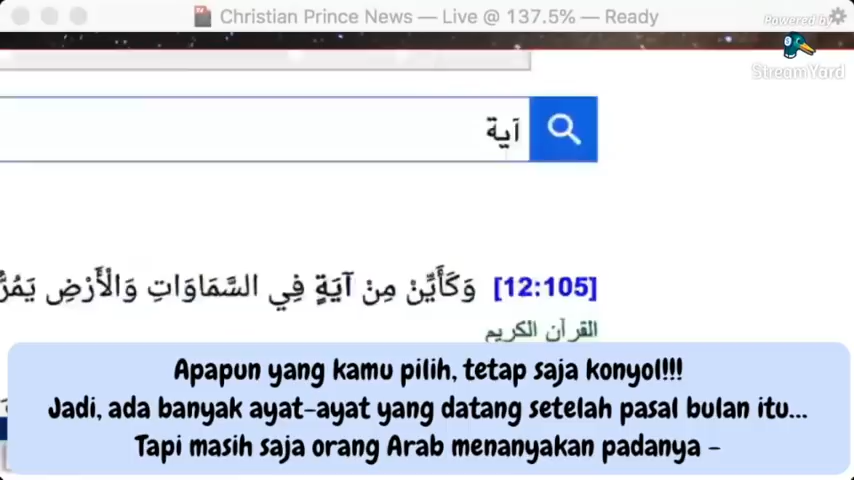 Christian Prince News — Live @ 137.5% — Ready
Powered by
StreamYard
آية
[12:105] وَكَأَيِّنْ مِنْ آيَةٍ فِي السَّمَاوَاتِ وَالْأَرْضِ
القرآن الكريم
Apapun yang kamu pilih, tetap saja konyol!!!
Jadi, ada banyak ayat-ayat yang datang setelah pasal bulan itu...
Tapi masih saja orang Arab menanyakan padanya -